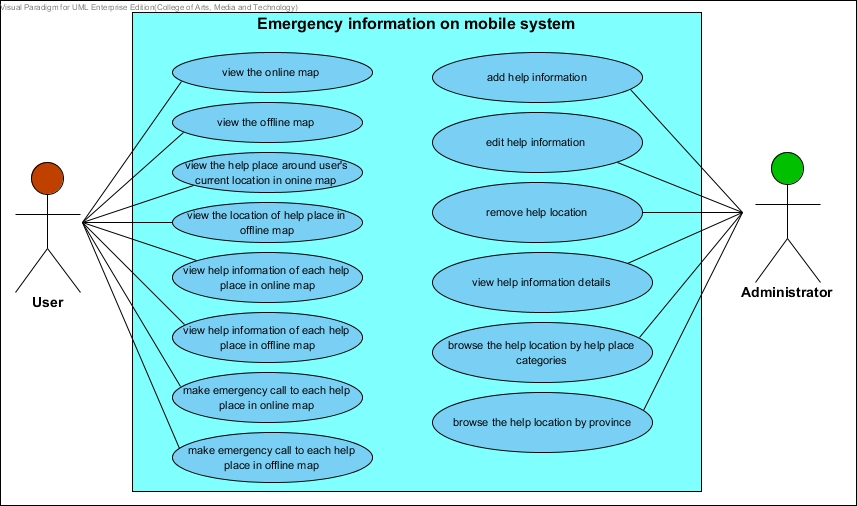 Visual Paradigm for UML Enterprise Edition(College of Arts, Media and Technology)
Emergency information on mobile system
view the online map
view the offline map
view the help place around user's
current location in onine map
view the location of help place in
offline map
view help information of each help
place in online map
view help information of each help
place in offline map
make emergency call to each help
place in online map
make emergency call to each help
place in offline map
add help information
edit help information
remove help location
view help information details
browse the help location by help place
categories
browse the help location by province
User
Administrator